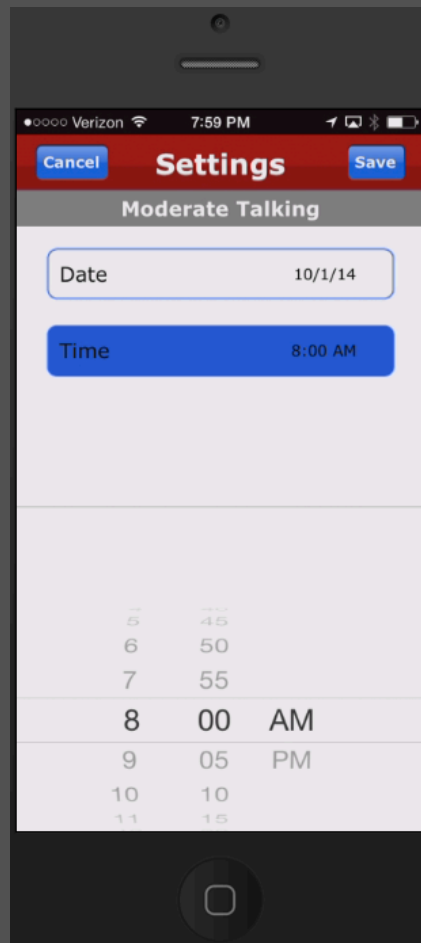 Verizon 7:59 PM
Cancel Settings Save
Moderate Talking
Date 10/1/14
Time 8:00 AM
5 45
6 50
7 55
8 00 AM
9 05 PM
10 10
11 15